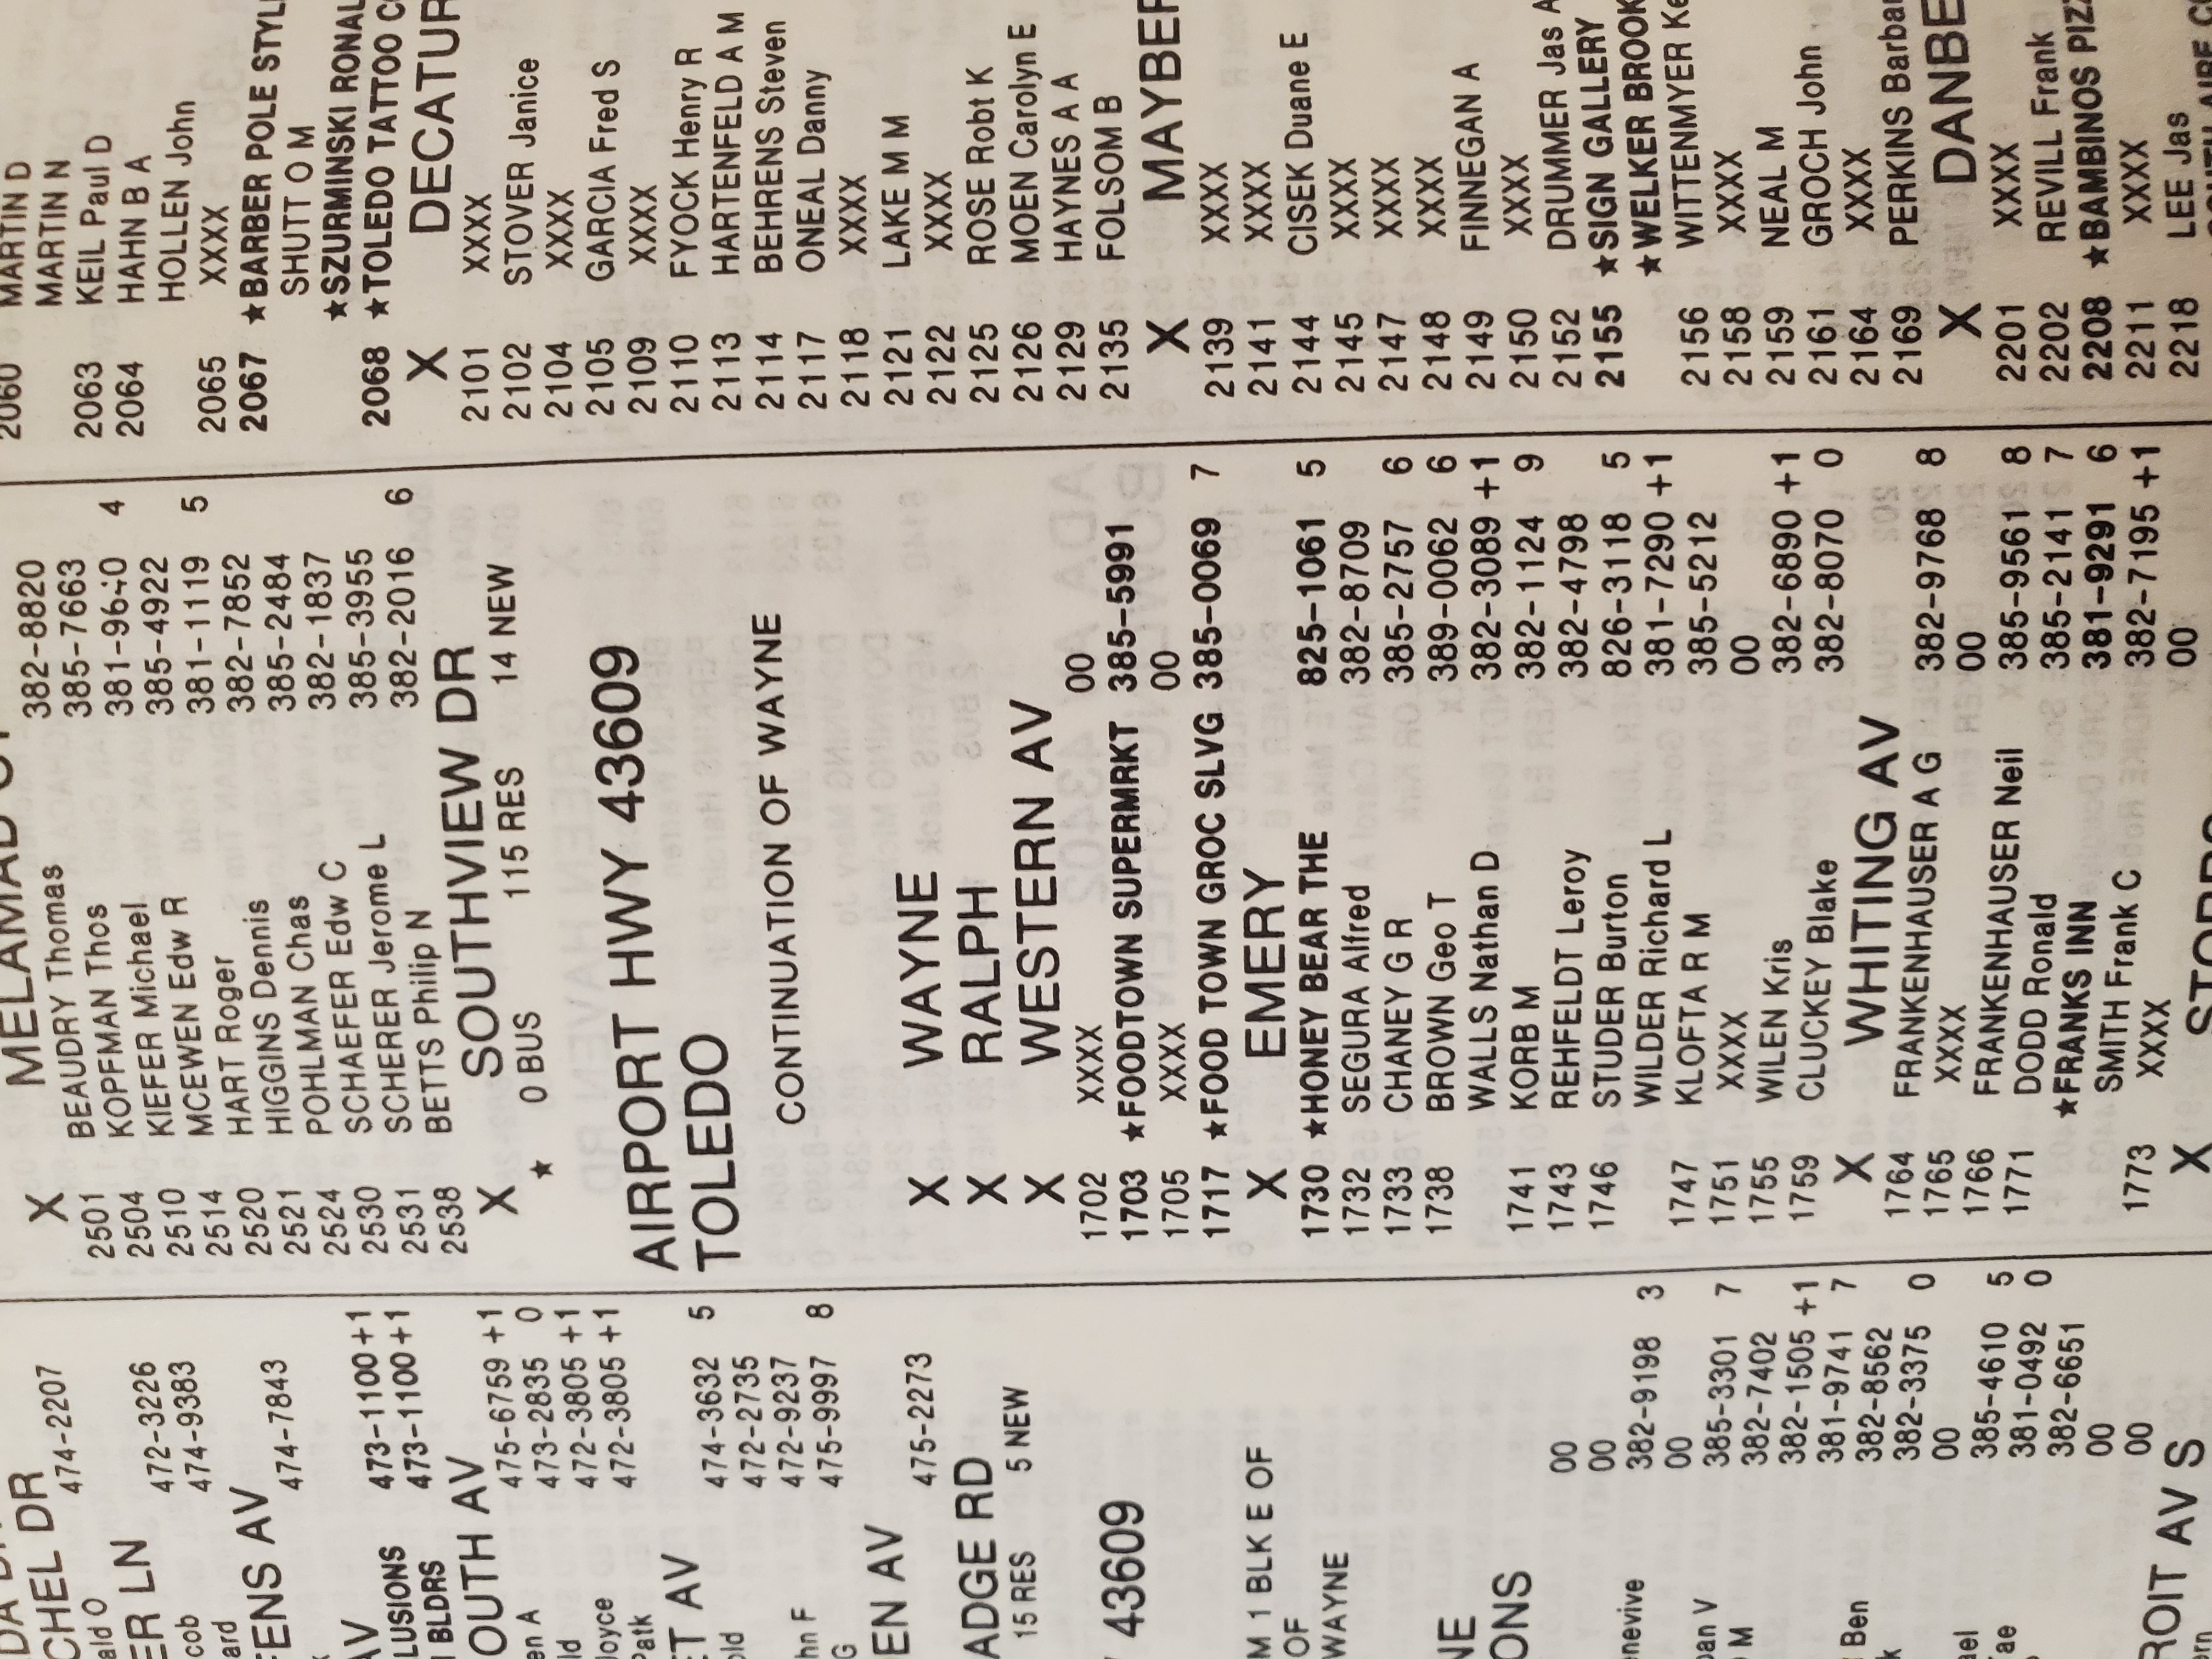 CHEL DR
ald O 474-2207
ER LN
cob 472-3226
ard 474-9383
TENS AV
474-7843
AV
LUSIONS 473-1100+1
BLDRS 473-1100+1
OUTH AV
en A 475-6759 +1
ld 473-2835 0
oyce 472-3805 +1
Path 472-3805 +1
ET AV
old 474-3632 5
472-2735
hn F 472-9237
G 475-9997 8
EN AV
475-2273
ADGE RD
15 RES 5 NEW
43609
M 1 BLK E OF
OF
WAYNE
NE
ONS
00
00
nevive 382-9198 3
00
oan V 385-3301 7
M 382-7402
382-1505 +1
381-9741 7
Ben 382-8562
k 382-3375 0
00
ael 385-4610 5
ae 381-0492 0
382-6651
00
00
ROIT AV S
X MELAMAD
2501 BEAUDRY Thomas 382-8820
2504 KOPFMAN Thos 385-7663
2510 KIEFER Michael 381-9640 4
2514 MCEWEN Edw R 385-4922
2520 HART Roger 381-1119 5
2521 HIGGINS Dennis 382-7852
2524 POHLMAN Chas 385-2484
2530 SCHAEFER Edw C 382-1837
2531 SCHERER Jerome L 385-3955
2538 BETTS Philip N 382-2016 6
X SOUTHVIEW DR
★ 0 BUS 115 RES 14 NEW
AIRPORT HWY 43609
TOLEDO
CONTINUATION OF WAYNE
X WAYNE
X RALPH
X WESTERN AV
1702 XXXX 00
1703 ★FOODTOWN SUPERMRKT 385-5991
1705 XXXX 00
1717 ★FOOD TOWN GROC SLVG 385-0069 7
X EMERY
1730 ★HONEY BEAR THE 825-1061 5
1732 SEGURA Alfred 382-8709
1733 CHANEY G R 385-2757 6
1738 BROWN Geo T 389-0062 6
WALLS Nathan D 382-3089 +1
1741 KORB M 382-1124 9
1743 REHFELDT Leroy 382-4798
1746 STUDER Burton 826-3118 5
WILDER Richard L 381-7290 +1
1747 KLOFTA R M 385-5212
1751 XXXX 00
1755 WILEN Kris 382-6890 +1
1759 CLUCKEY Blake 382-8070 0
X WHITING AV
1764 FRANKENHAUSER A G 382-9768 8
1765 XXXX 00
1766 FRANKENHAUSER Neil 385-9561 8
1771 DODD Ronald 385-2141 7
★FRANKS INN 381-9291 6
SMITH Frank C 382-7195 +1
1773 XXXX 00
X
2060 MARTIN D
MARTIN N
2063 KEIL Paul D
2064 HAHN B A
HOLLEN John
2065 XXXX
2067 ★BARBER POLE STYL
SHUTT O M
★SZURMINSKI RONAL
2068 ★TOLEDO TATTOO C
X DECATUR
2101 XXXX
2102 STOVER Janice
2104 XXXX
2105 GARCIA Fred S
2109 XXXX
2110 FYOCK Henry R
2113 HARTENFELD A M
2114 BEHRENS Steven
2117 ONEAL Danny
2118 XXXX
2121 LAKE M M
2122 XXXX
2125 ROSE Robt K
2126 MOEN Carolyn E
2129 HAYNES A A
2135 FOLSOM B
X MAYBER
2139 XXXX
2141 XXXX
2144 CISEK Duane E
2145 XXXX
2147 XXXX
2148 XXXX
2149 FINNEGAN A
2150 XXXX
2152 DRUMMER Jas A
2155 ★SIGN GALLERY
★WELKER BROOK
2156 WITTENMYER Ke
2158 XXXX
2159 NEAL M
2161 GROCH John
2164 XXXX
2169 PERKINS Barbar
X DANBE
2201 XXXX
2202 REVILL Frank
2208 ★BAMBINOS PIZZ
2211 XXXX
2218 LEE Jas